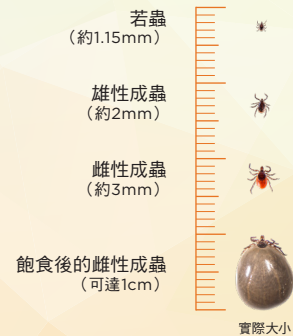 若蟲
（約1.15mm）
雄性成蟲
（約2mm）
雌性成蟲
（約3mm）
飽食後的雌性成蟲
（可達1cm）
實際大小